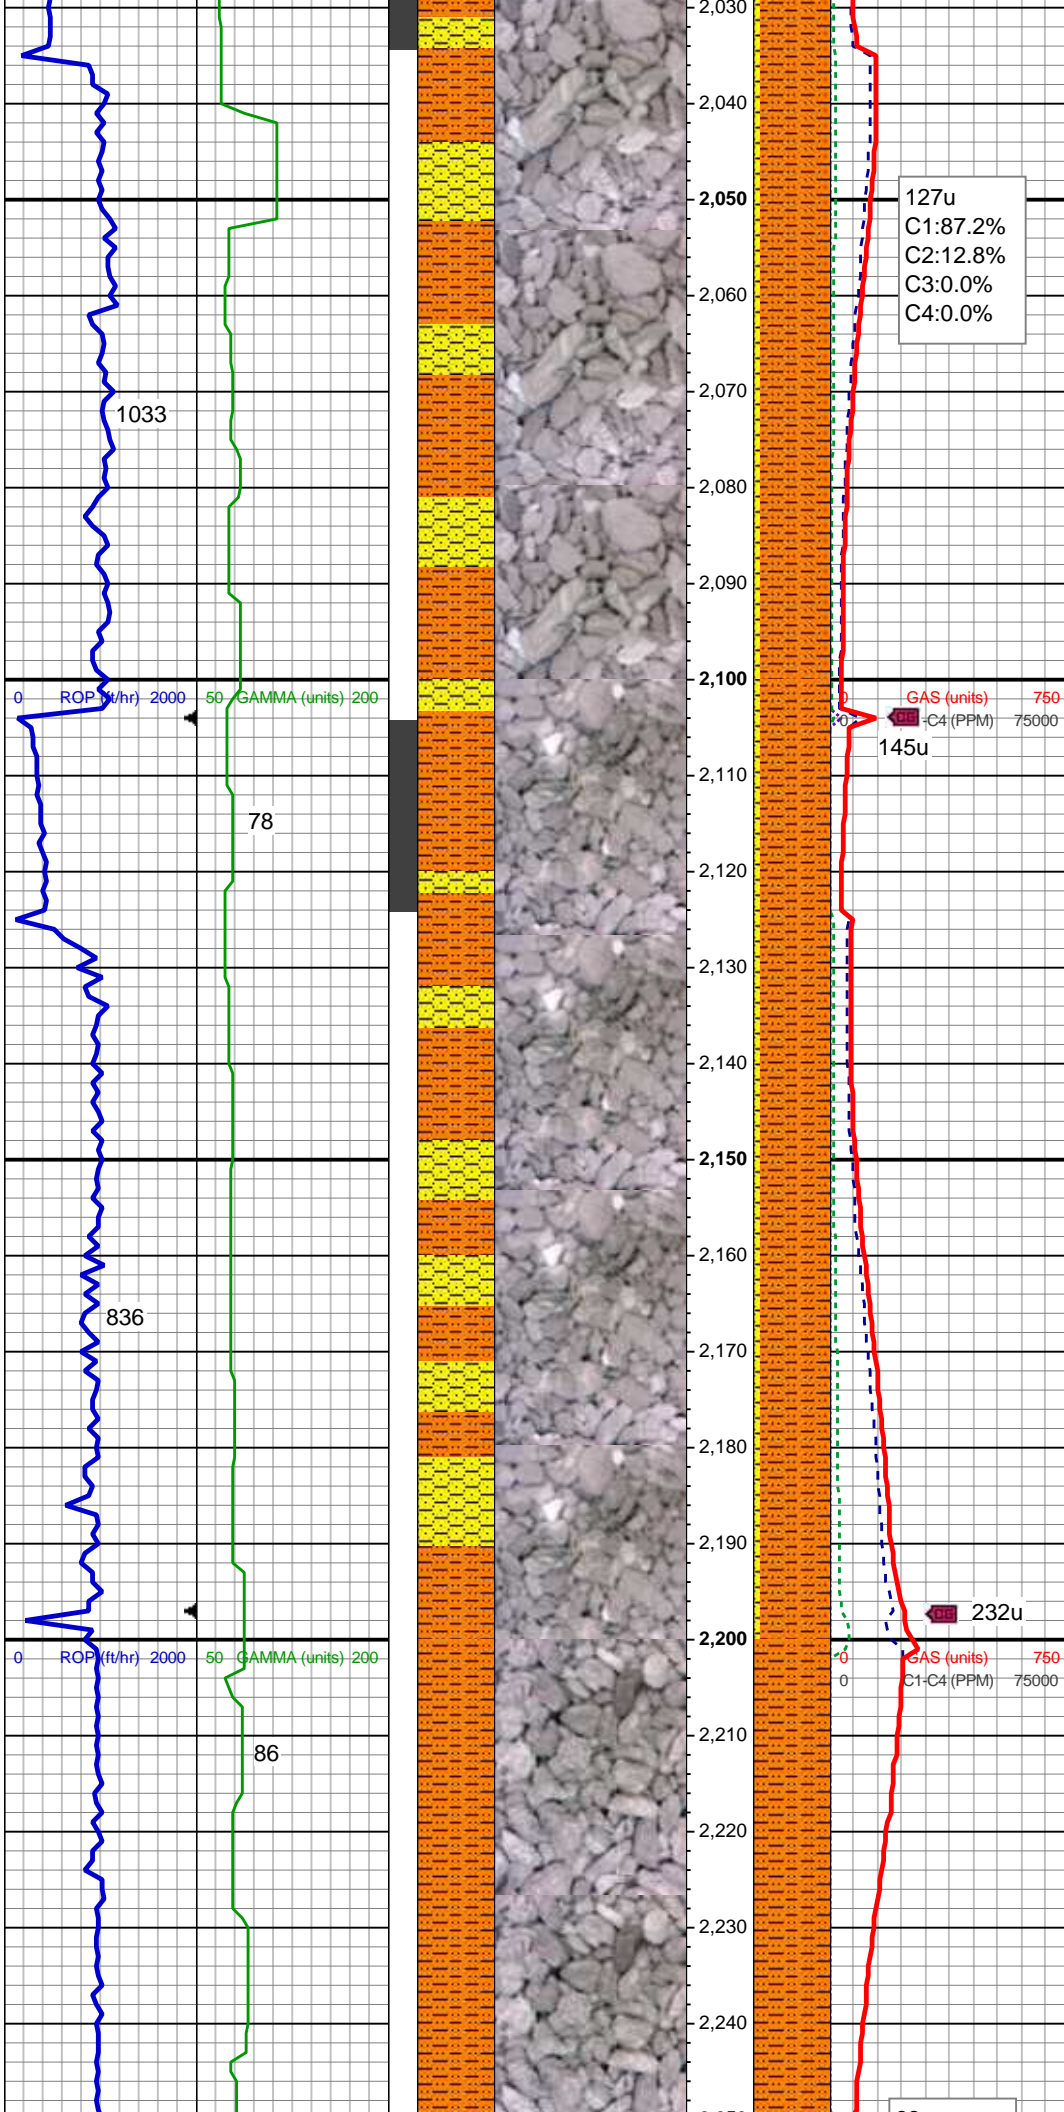 2,030
2,040
2,050
127u
C1:87.2%
C2:12.8%
C3:0.0%
C4:0.0%
2,060
2,070
1033
2,080
2,090
2,100
0 ROP (ft/hr) 2000 50 GAMMA (units) 200
0 GAS (units) 750
0 -C4 (PPM) 75000
DG
145u
2,110
78
2,120
2,130
2,140
2,150
2,160
836
2,170
2,180
2,190
DG 232u
2,200
0 ROP (ft/hr) 2000 50 GAMMA (units) 200
0 GAS (units) 750
0 C1-C4 (PPM) 75000
2,210
86
2,220
2,230
2,240